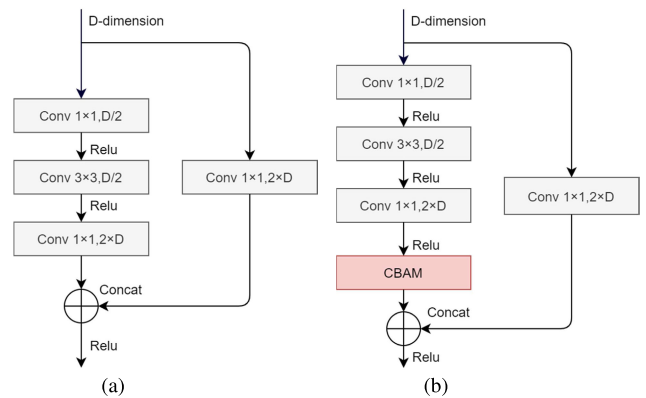 D-dimension
Conv 1×1,D/2
Relu
Conv 3×3,D/2
Relu
Conv 1×1,2×D
Conv 1×1,2×D
Concat
Relu
(a)
D-dimension
Conv 1×1,D/2
Relu
Conv 3×3,D/2
Relu
Conv 1×1,2×D
Relu
CBAM
Conv 1×1,2×D
Concat
Relu
(b)